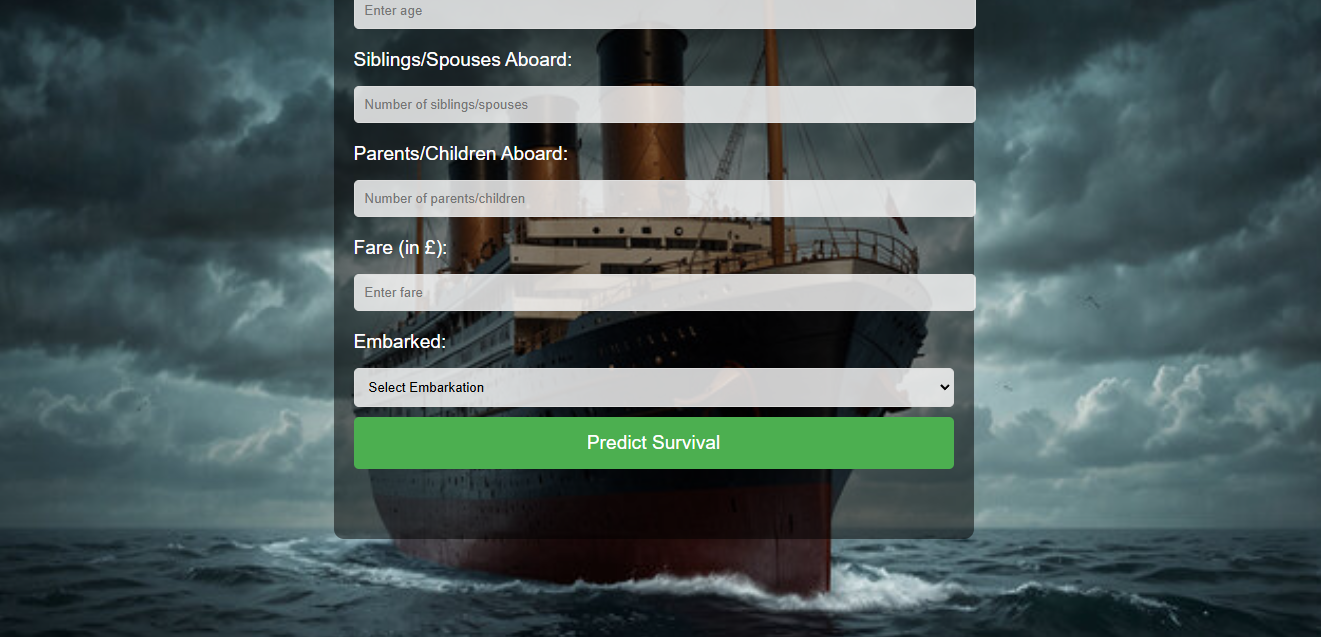 Enter age
Siblings/Spouses Aboard:
Number of siblings/spouses
Parents/Children Aboard:
Number of parents/children
Fare (in £):
Enter fare
Embarked:
Select Embarkation
Predict Survival